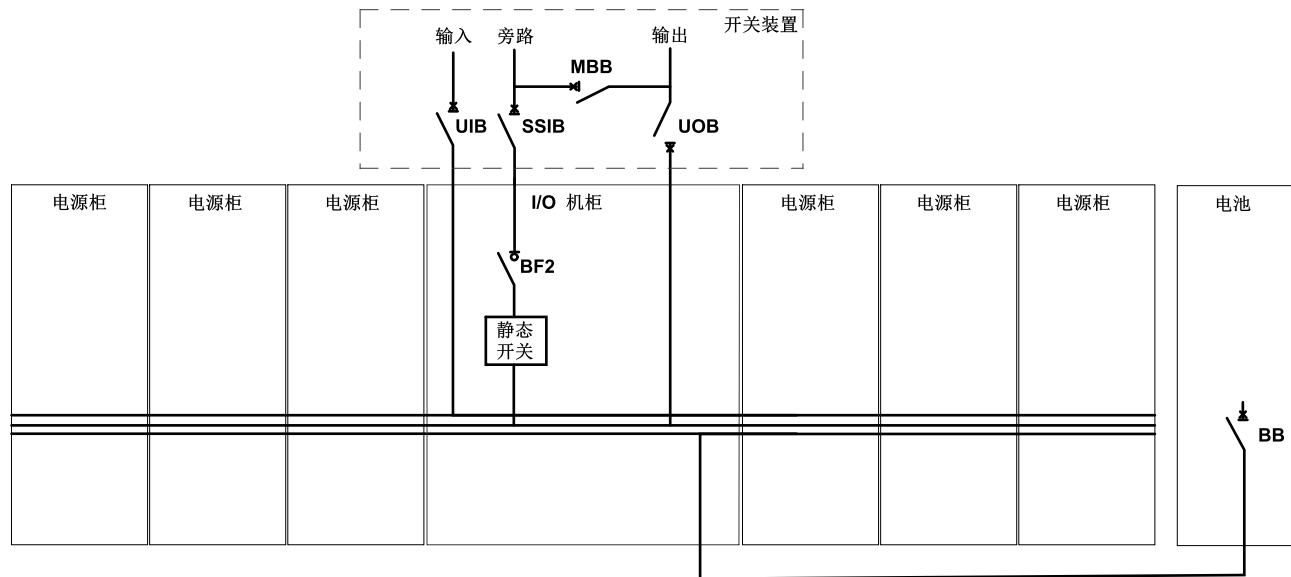 开关装置
输入 旁路 输出
MBB
UIB SSIB UOB
电源柜 电源柜 电源柜 I/O 机柜 电源柜 电源柜 电源柜 电池
BF2
静态
开关
BB